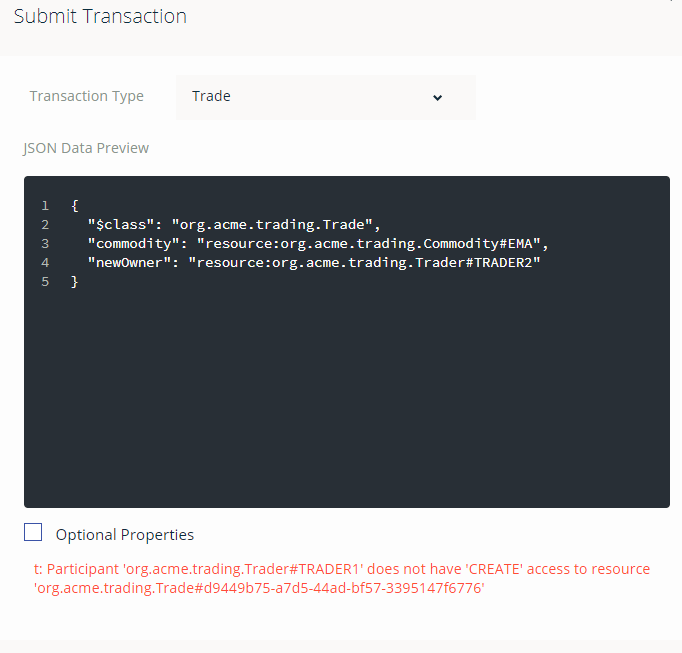 Submit Transaction
Transaction Type Trade
JSON Data Preview
1 {
2 "$class": "org.acme.trading.Trade",
3 "commodity": "resource:org.acme.trading.Commodity#EMA",
4 "newOwner": "resource:org.acme.trading.Trader#TRADER2"
5 }
Optional Properties
t: Participant 'org.acme.trading.Trader#TRADER1' does not have 'CREATE' access to resource
'org.acme.trading.Trade#d9449b75-a7d5-44ad-bf57-3395147f6776'